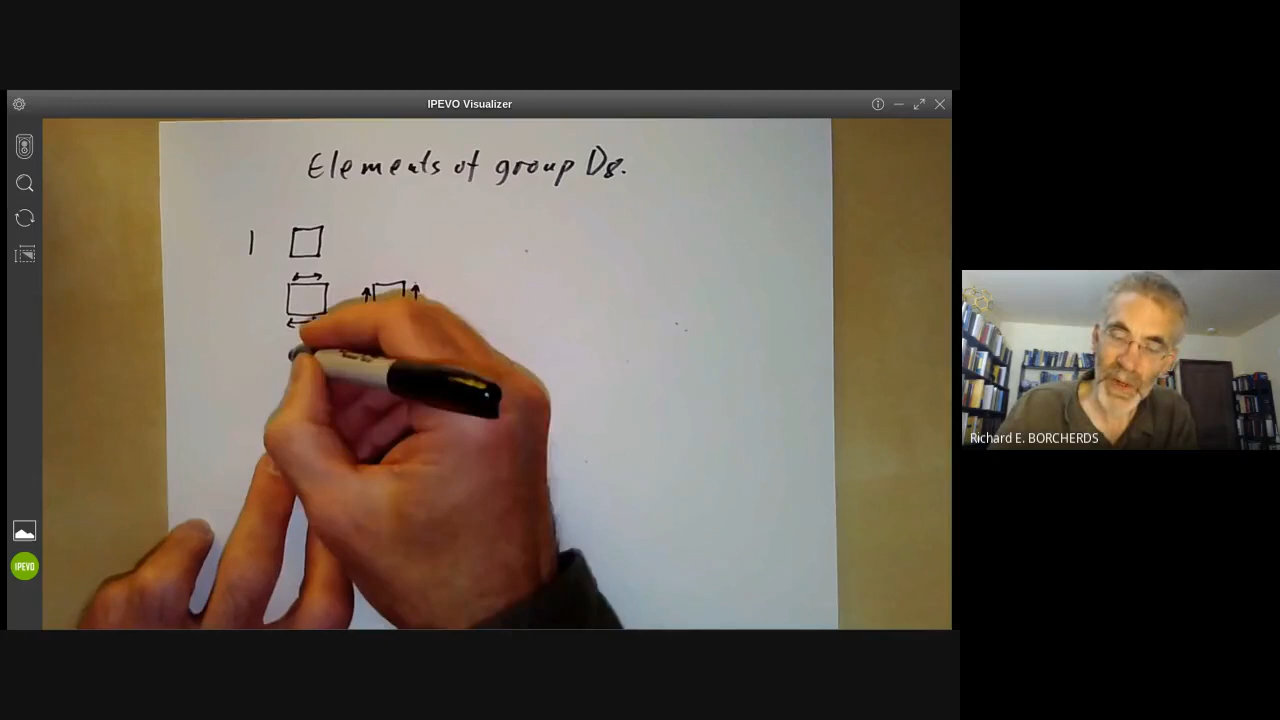 IPEVO Visualizer
Elements of group D8.
1
IPEVO
Richard E. BORCHERDS